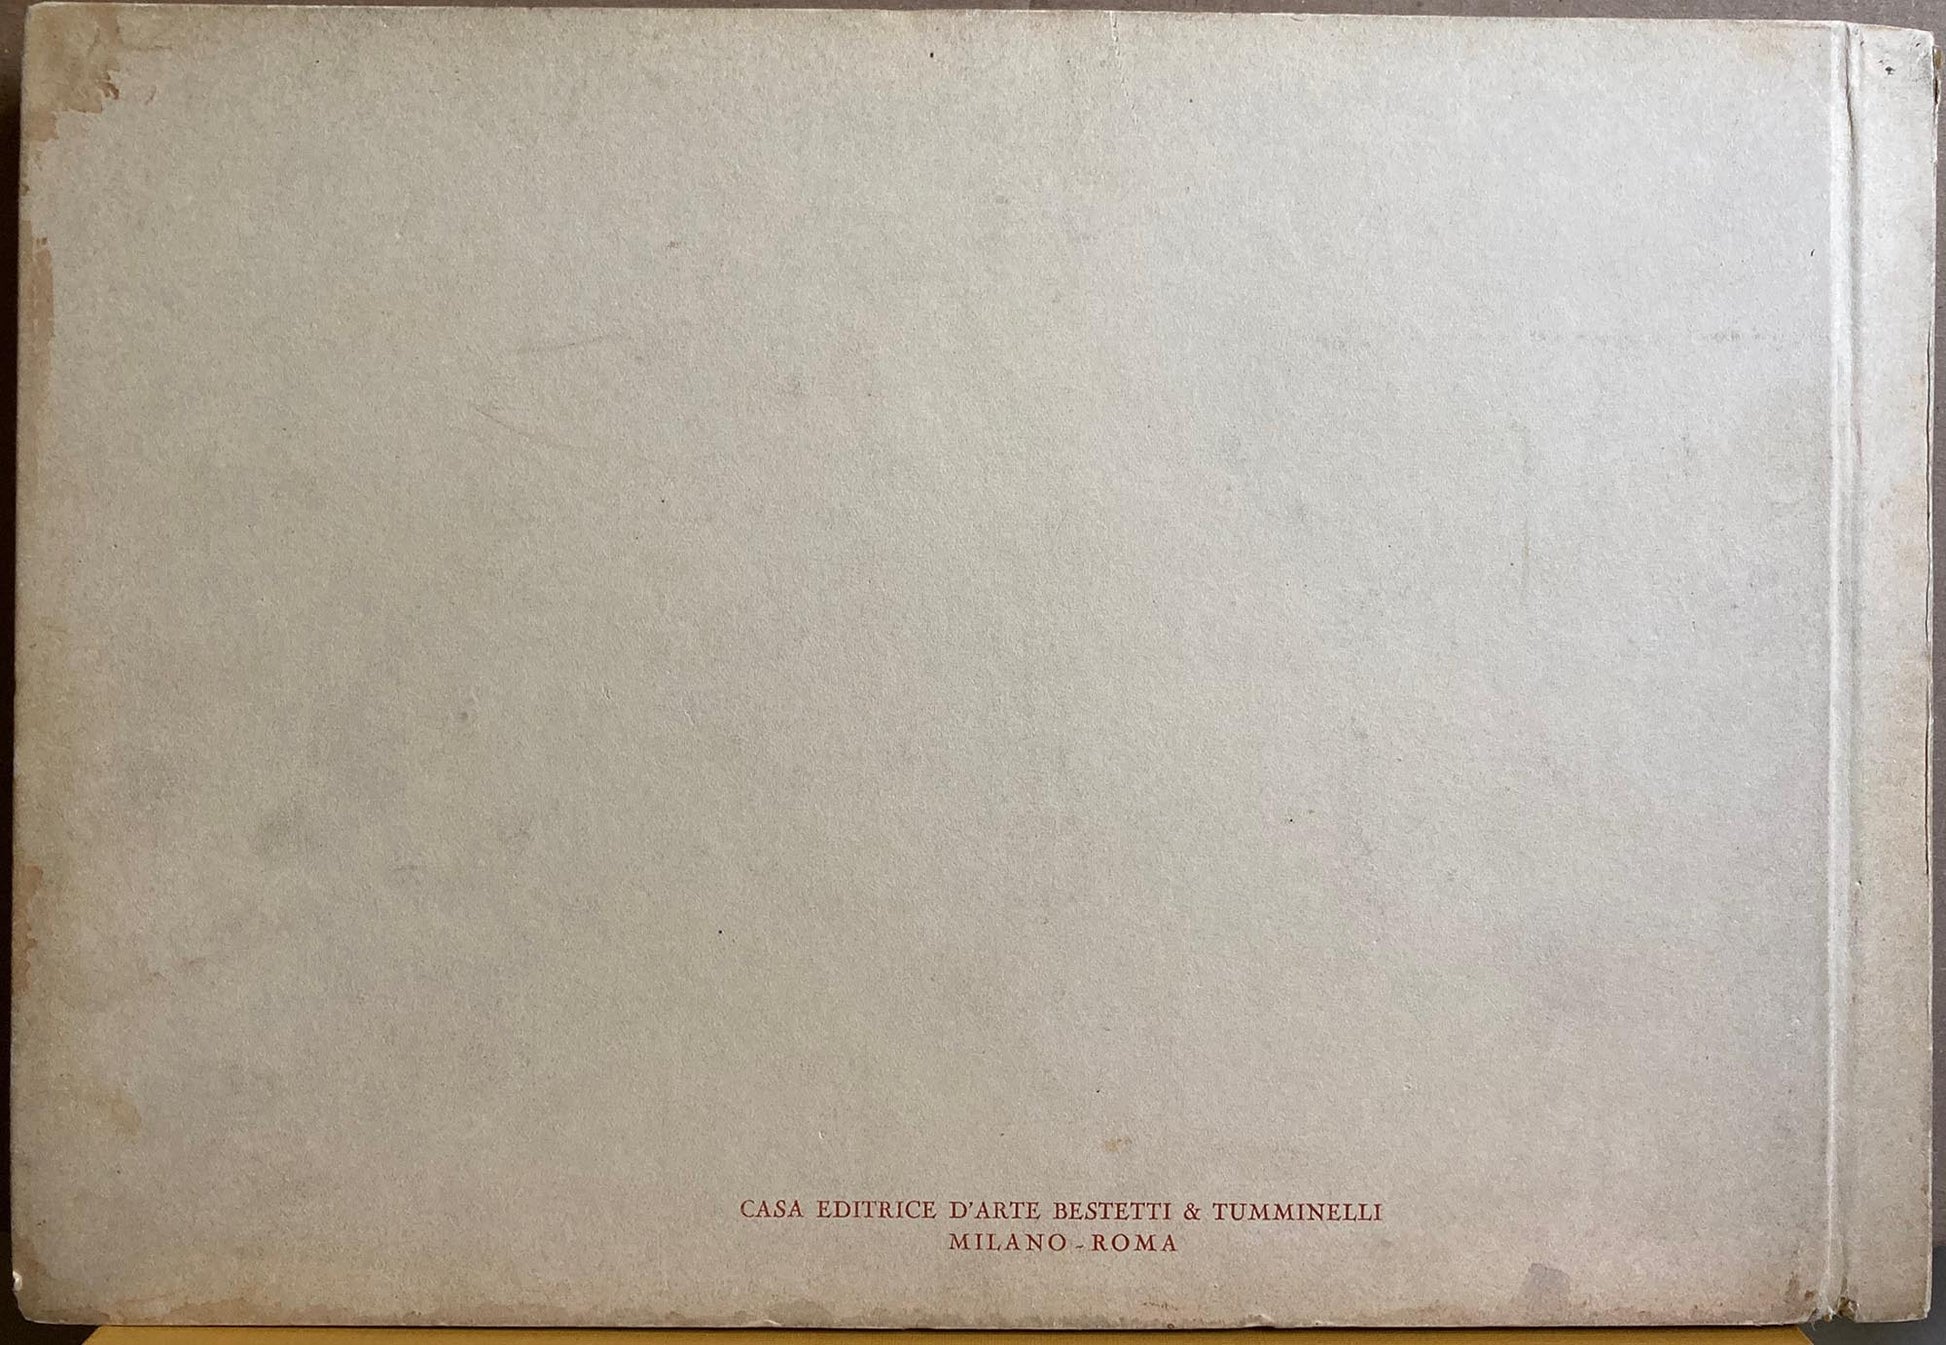 CASA EDITRICE D'ARTE BESTETTI & TUMMINELLI
MILANO - ROMA